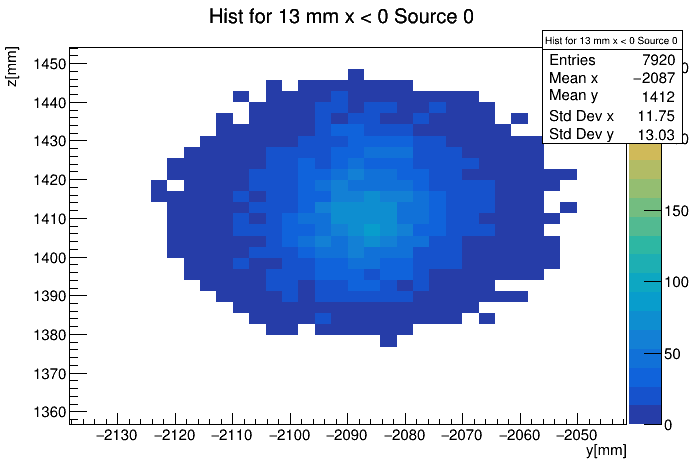 Hist for 13 mm x < 0 Source 0
z[mm]
Hist for 13 mm x < 0 Source 0
Entries 7920
Mean x −2087
Mean y 1412
Std Dev x 11.75
Std Dev y 13.03
1450
1440
1430
1420
1410
1400
1390
1380
1370
1360
−2130 −2120 −2110 −2100 −2090 −2080 −2070 −2060 −2050
y[mm]
150
100
50
0